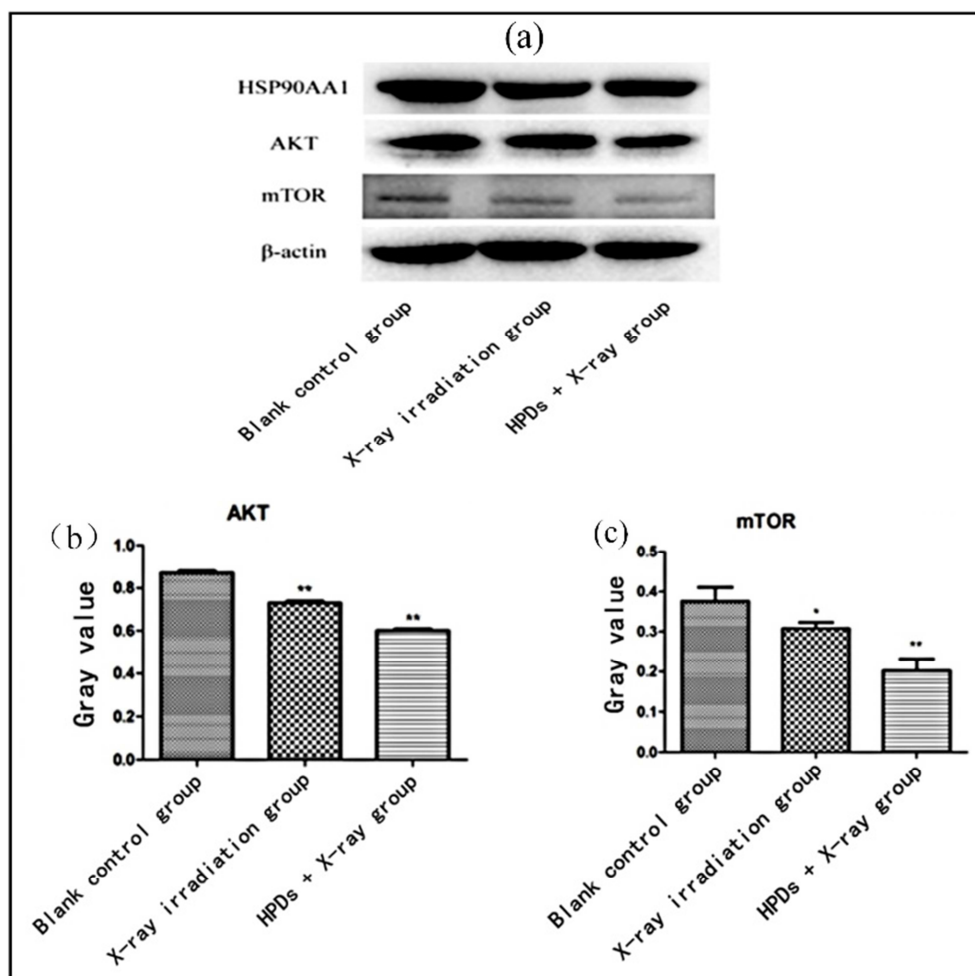 (a)
HSP90AA1
AKT
mTOR
β-actin
Blank control group
X-ray irradiation group
HPDs + X-ray group
(b)
AKT
Gray value
1.0
0.8
0.6
0.4
0.2
0.0
**
**
Blank control group
X-ray irradiation group
HPDs + X-ray group
(c)
mTOR
Gray value
0.5
0.4
0.3
0.2
0.1
0.0
*
**
Blank control group
X-ray irradiation group
HPDs + X-ray group